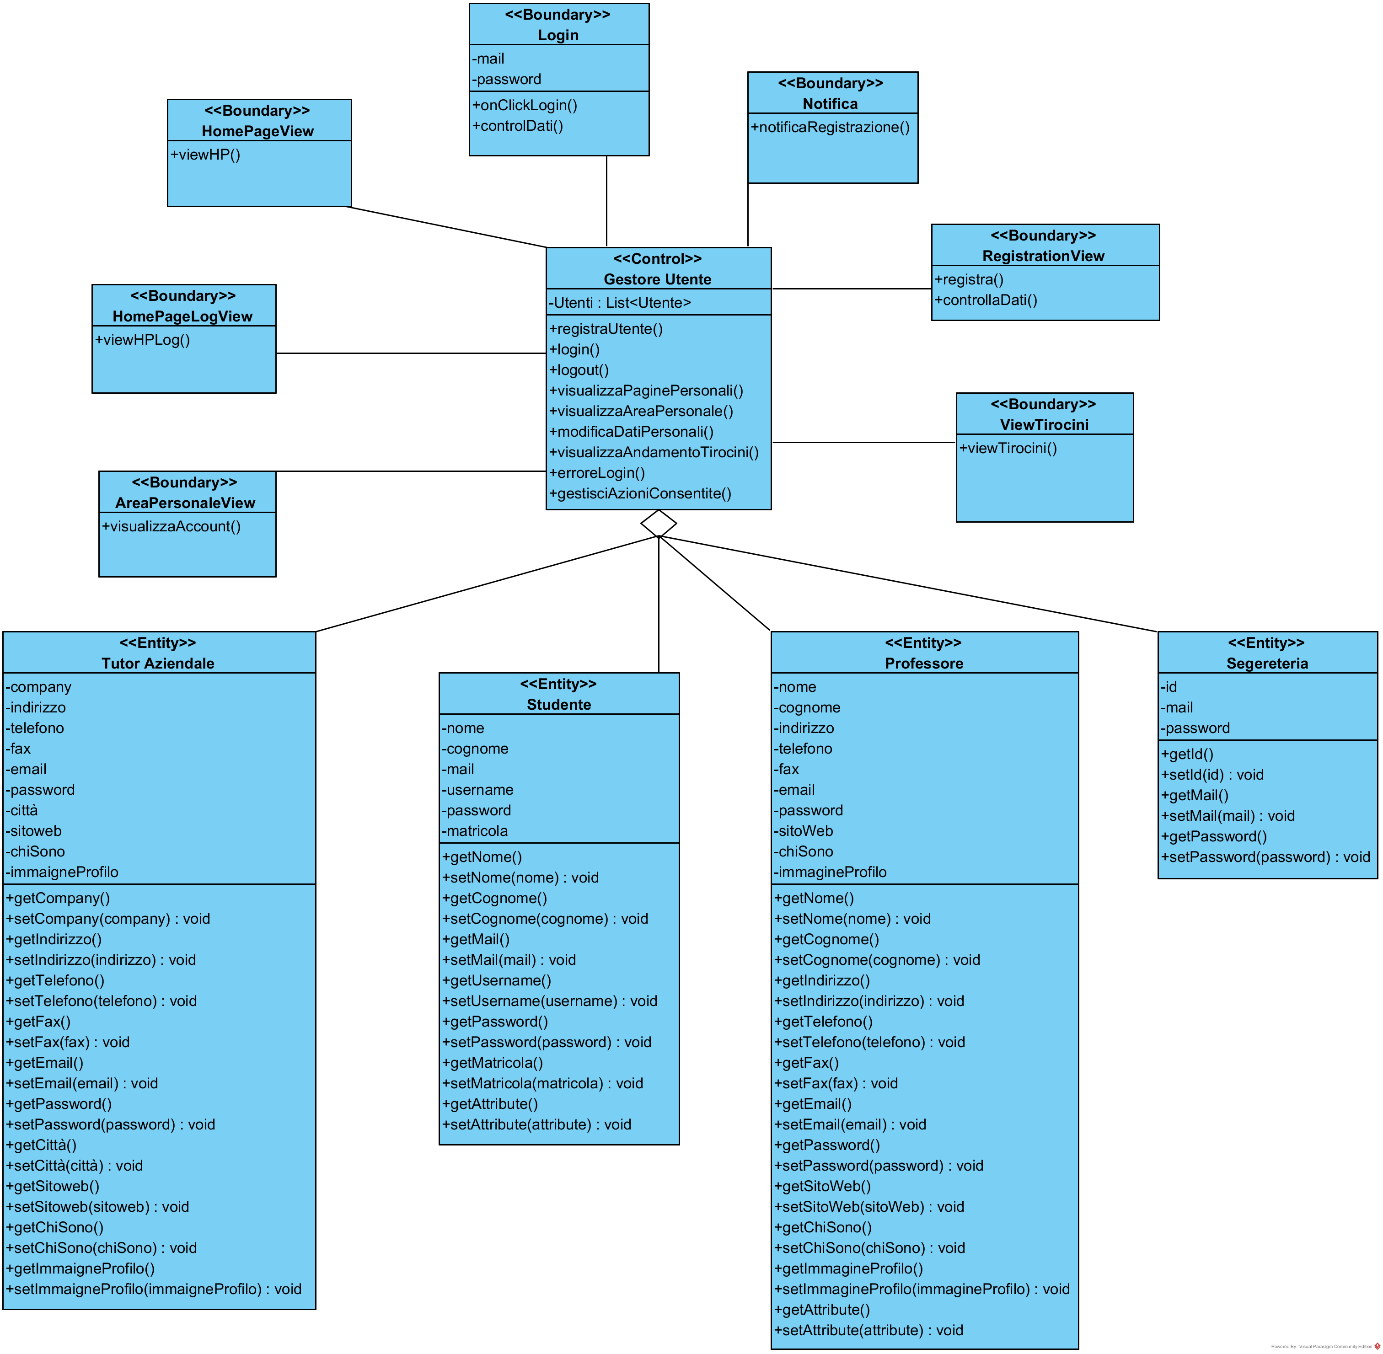 <<Boundary>>
Login
-mail
-password
+onClickLogin()
+controlDati()
<<Boundary>>
Notifica
+notificaRegistrazione()
<<Boundary>>
HomePageView
+viewHP()
<<Boundary>>
RegistrationView
+registra()
+controllaDati()
<<Control>>
Gestore Utente
-Utenti : List<Utente>
+registraUtente()
+login()
+logout()
+visualizzaPaginePersonali()
+visualizzaAreaPersonale()
+modificaDatiPersonali()
+visualizzaAndamentoTirocini()
+erroreLogin()
+gestisciAzioniConsentite()
<<Boundary>>
HomePageLogView
+viewHPLog()
<<Boundary>>
ViewTirocini
+viewTirocini()
<<Boundary>>
AreaPersonaleView
+visualizzaAccount()
<<Entity>>
Tutor Aziendale
-company
-indirizzo
-telefono
-fax
-email
-password
-città
-sitoweb
-chiSono
-immaigneProfilo
+getCompany()
+setCompany(company) : void
+getIndirizzo()
+setIndirizzo(indirizzo) : void
+getTelefono()
+setTelefono(telefono) : void
+getFax()
+setFax(fax) : void
+getEmail()
+setEmail(email) : void
+getPassword()
+setPassword(password) : void
+getCittà()
+setCittà(città) : void
+getSitoweb()
+setSitoweb(sitoweb) : void
+getChiSono()
+setChiSono(chiSono) : void
+getImmaigneProfilo()
+setImmaigneProfilo(immaigneProfilo) : void
<<Entity>>
Studente
-nome
-cognome
-mail
-username
-password
-matricola
+getNome()
+setNome(nome) : void
+getCognome()
+setCognome(cognome) : void
+getMail()
+setMail(mail) : void
+getUsername()
+setUsername(username) : void
+getPassword()
+setPassword(password) : void
+getMatricola()
+setMatricola(matricola) : void
+getAttribute()
+setAttribute(attribute) : void
<<Entity>>
Professore
-nome
-cognome
-indirizzo
-telefono
-fax
-email
-password
-sitoWeb
-chiSono
-immagineProfilo
+getNome()
+setNome(nome) : void
+getCognome()
+setCognome(cognome) : void
+getIndirizzo()
+setIndirizzo(indirizzo) : void
+getTelefono()
+setTelefono(telefono) : void
+getFax()
+setFax(fax) : void
+getEmail()
+setEmail(email) : void
+getPassword()
+setPassword(password) : void
+getSitoWeb()
+setSitoWeb(sitoWeb) : void
+getChiSono()
+setChiSono(chiSono) : void
+getImmagineProfilo()
+setImmagineProfilo(immagineProfilo) : void
+getAttribute()
+setAttribute(attribute) : void
<<Entity>>
Segereteria
-id
-mail
-password
+getId()
+setId(id) : void
+getMail()
+setMail(mail) : void
+getPassword()
+setPassword(password) : void
Powered By Visual Paradigm Community Edition